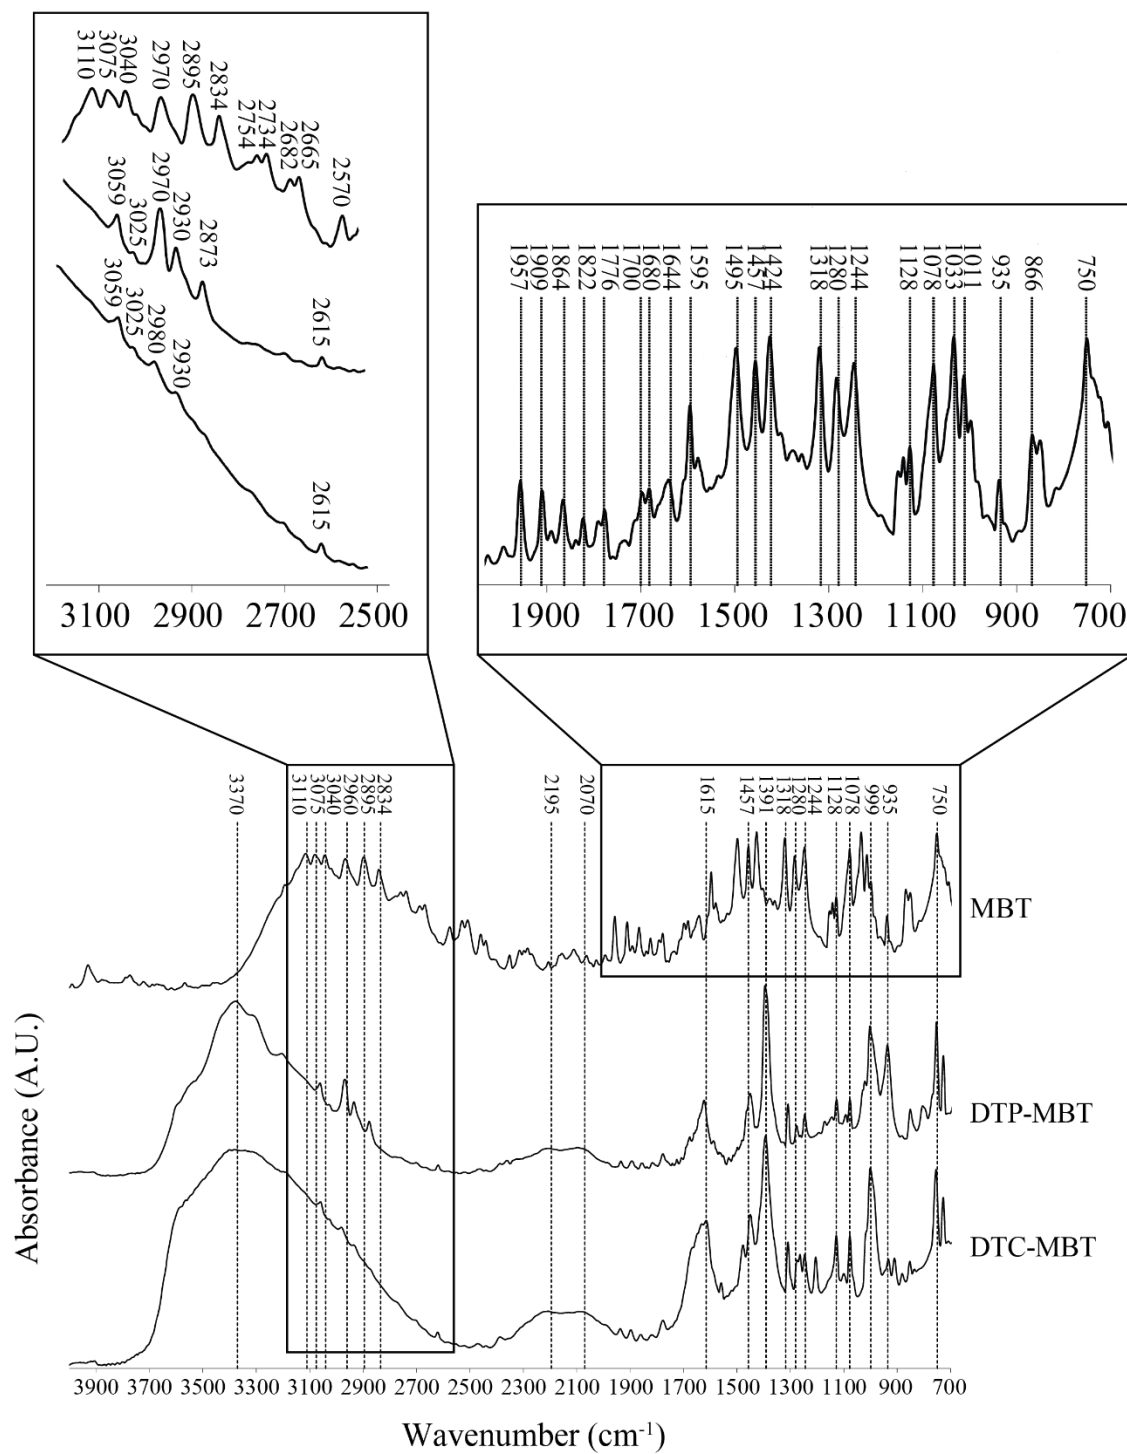 3110 3075 3040 2970 2895 2834 2754 2734 2682 2665 2570
3059 3025 2970 2930 2873 2615
3059 3025 2980 2930 2615
3100 2900 2700 2500
1957 1909 1864 1822 1776 1700 1680 1644 1595 1495 1457 1424 1318 1280 1244 1128 1078 1033 1011 935 866 750
1900 1700 1500 1300 1100 900 700
3370 3110 3075 3040 2960 2895 2834 2195 2070 1615 1457 1391 1318 1280 1244 1128 1078 999 935 750
MBT
DTP-MBT
DTC-MBT
Absorbance (A.U.)
3900 3700 3500 3300 3100 2900 2700 2500 2300 2100 1900 1700 1500 1300 1100 900 700
Wavenumber (cm⁻¹)